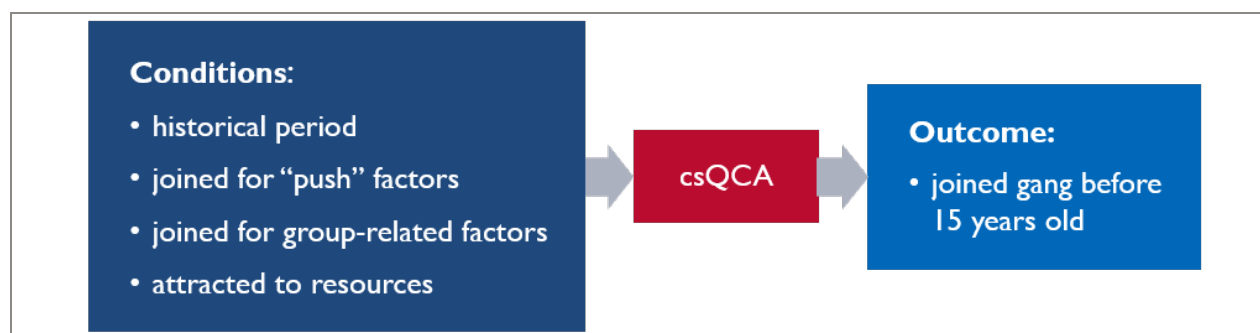 Conditions:
• historical period
• joined for “push” factors
• joined for group-related factors
• attracted to resources
csQCA
Outcome:
• joined gang before
15 years old